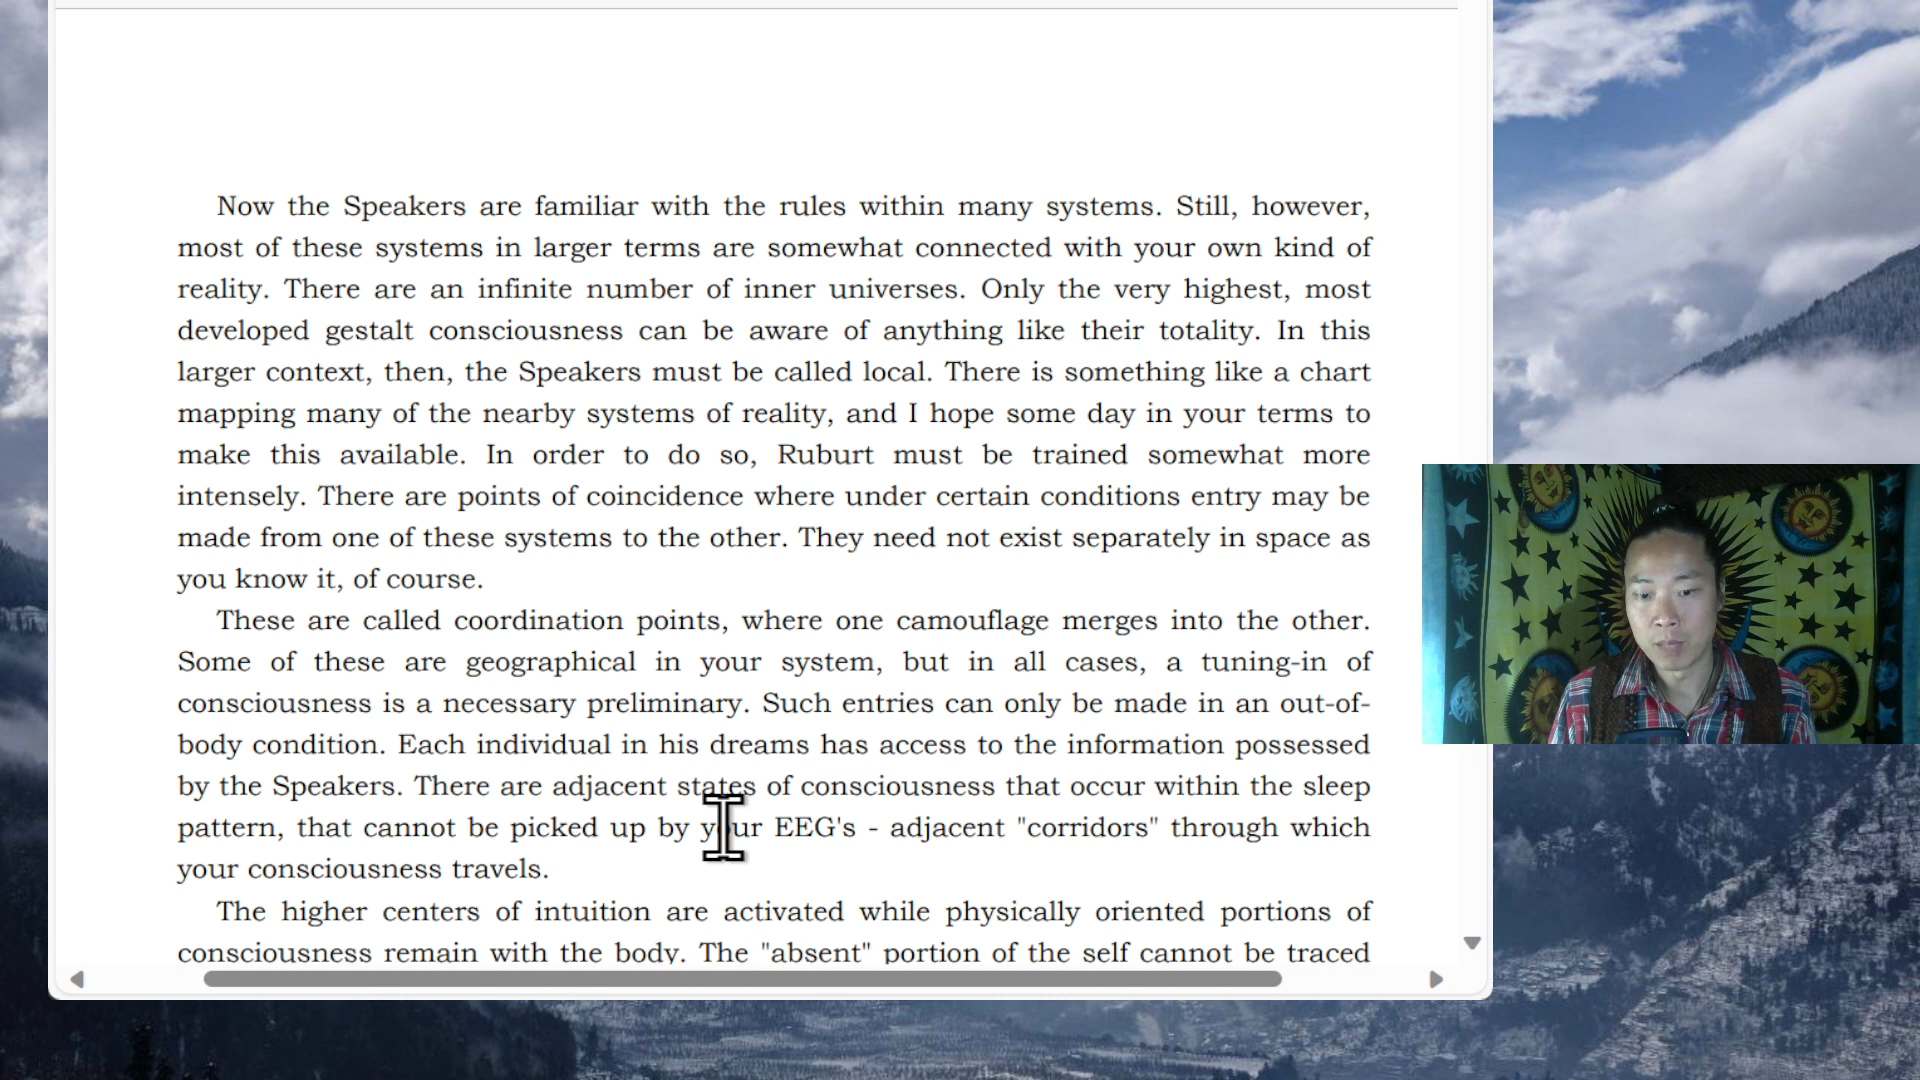 Now the Speakers are familiar with the rules within many systems. Still, however,
most of these systems in larger terms are somewhat connected with your own kind of
reality. There are an infinite number of inner universes. Only the very highest, most
developed gestalt consciousness can be aware of anything like their totality. In this
larger context, then, the Speakers must be called local. There is something like a chart
mapping many of the nearby systems of reality, and I hope some day in your terms to
make this available. In order to do so, Ruburt must be trained somewhat more
intensely. There are points of coincidence where under certain conditions entry may be
made from one of these systems to the other. They need not exist separately in space as
you know it, of course.
These are called coordination points, where one camouflage merges into the other.
Some of these are geographical in your system, but in all cases, a tuning-in of
consciousness is a necessary preliminary. Such entries can only be made in an out-of-
body condition. Each individual in his dreams has access to the information possessed
by the Speakers. There are adjacent states of consciousness that occur within the sleep
pattern, that cannot be picked up by your EEG's - adjacent "corridors" through which
your consciousness travels.
The higher centers of intuition are activated while physically oriented portions of
consciousness remain with the body. The "absent" portion of the self cannot be traced